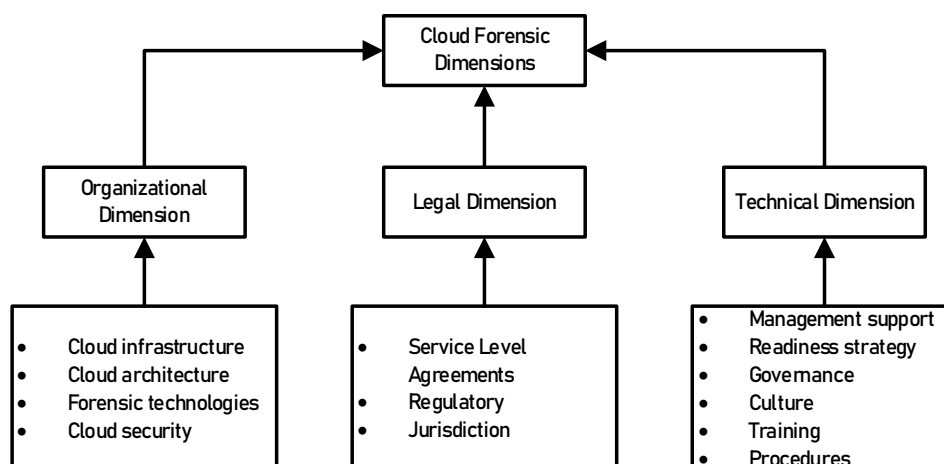 Cloud Forensic
Dimensions
Organizational
Dimension
Legal Dimension
Technical Dimension
• Cloud infrastructure
• Cloud architecture
• Forensic technologies
• Cloud security
• Service Level
Agreements
• Regulatory
• Jurisdiction
• Management support
• Readiness strategy
• Governance
• Culture
• Training
• Procedures